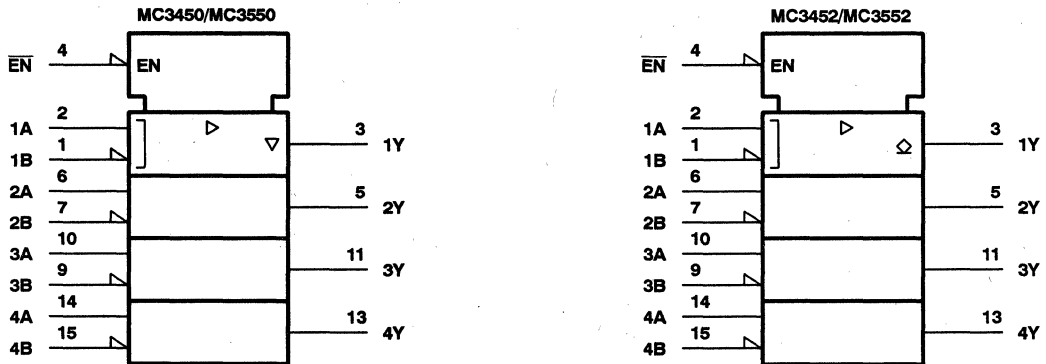 MC3450/MC3550
EN 4 EN
1A 2
1B 1
3 1Y
2A 6
2B 7
5 2Y
3A 10
3B 9
11 3Y
4A 14
4B 15
13 4Y
MC3452/MC3552
EN 4 EN
1A 2
1B 1
3 1Y
2A 6
2B 7
5 2Y
3A 10
3B 9
11 3Y
4A 14
4B 15
13 4Y